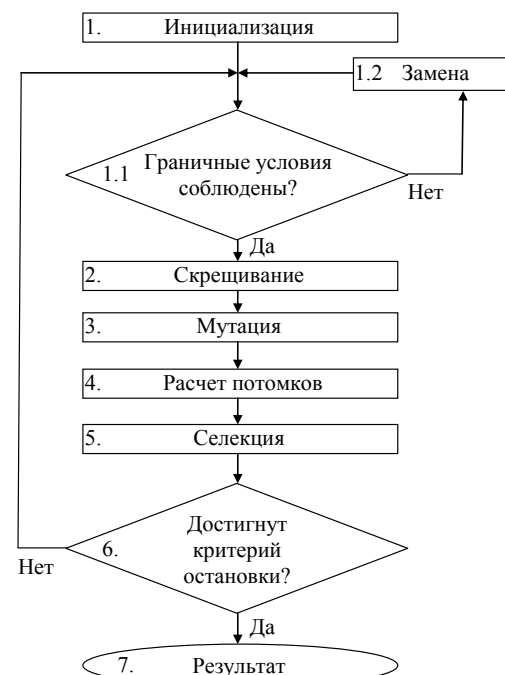 1. Инициализация
1.2 Замена
1.1 Граничные условия
соблюдены?
Нет
Да
2. Скрещивание
3. Мутация
4. Расчет потомков
5. Селекция
Достигнут
6. критерий
остановки?
Нет
Да
7. Результат